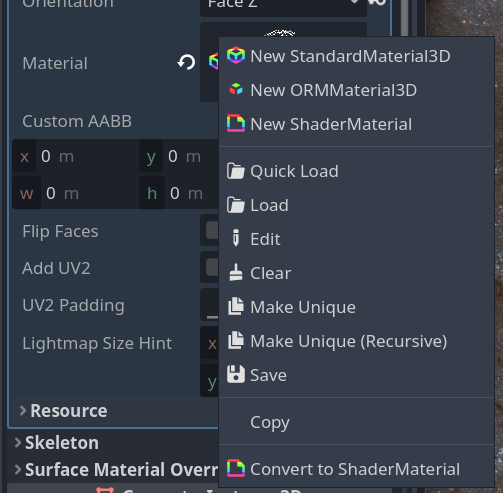 Orientation
Face Z
Material
New StandardMaterial3D
New ORMMaterial3D
New ShaderMaterial
Custom AABB
x 0 m y 0 m
w 0 m h 0 m
Quick Load
Load
Flip Faces
Edit
Add UV2
Clear
UV2 Padding
Make Unique
Lightmap Size Hint x
Make Unique (Recursive)
y
Save
Resource
Copy
Skeleton
Surface Material Overr
Convert to ShaderMaterial